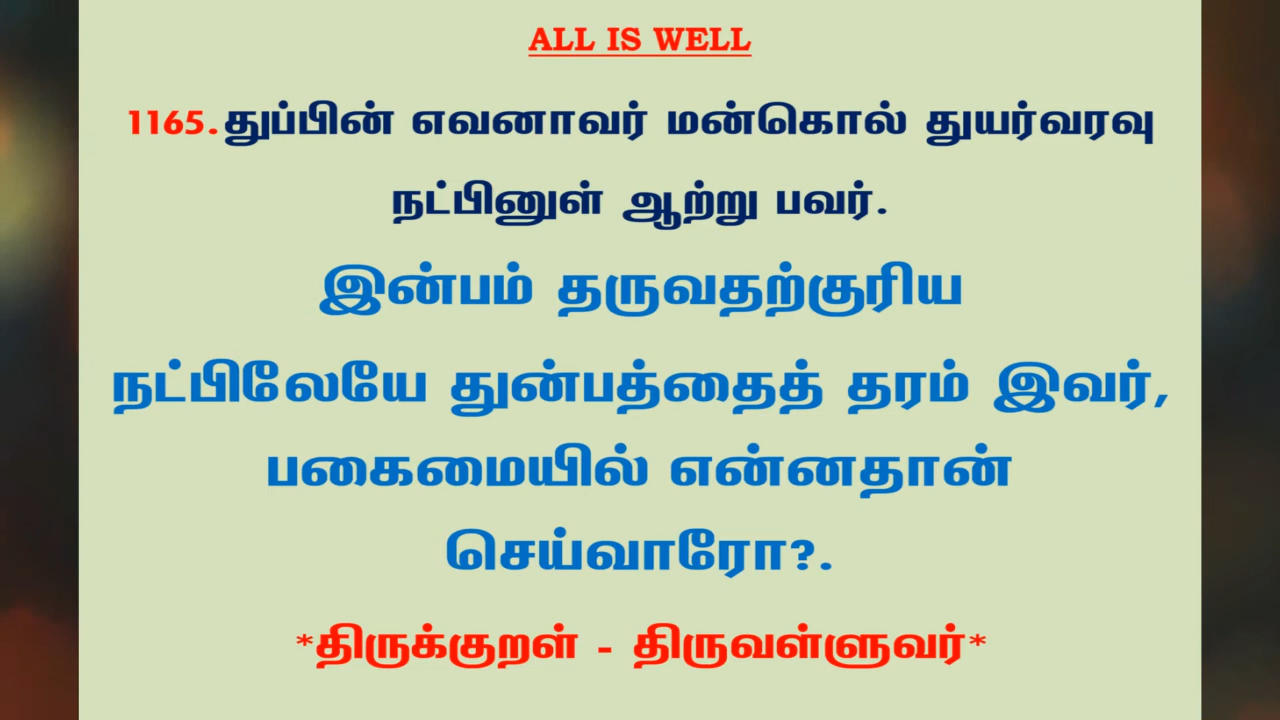 ALL IS WELL
1165.துப்பின் எவனாவர் மன்கொல் துயர்வரவு
நட்பினுள் ஆற்று பவர்.
இன்பம் தருவதற்குரிய
நட்பிலேயே துன்பத்தைத் தரம் இவர்,
பகைமையில் என்னதான்
செய்வாரோ?.
*திருக்குறள் - திருவள்ளுவர்*